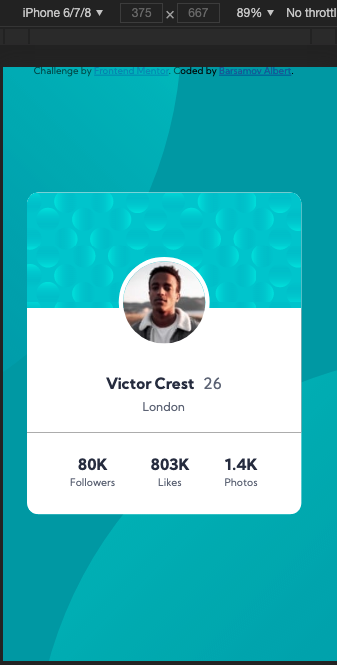 iPhone 6/7/8 ▼ 375 × 667 89% ▼ No throttl
Challenge by Frontend Mentor. Coded by Barsamov Albert.
Victor Crest 26
London
80K 803K 1.4K
Followers Likes Photos